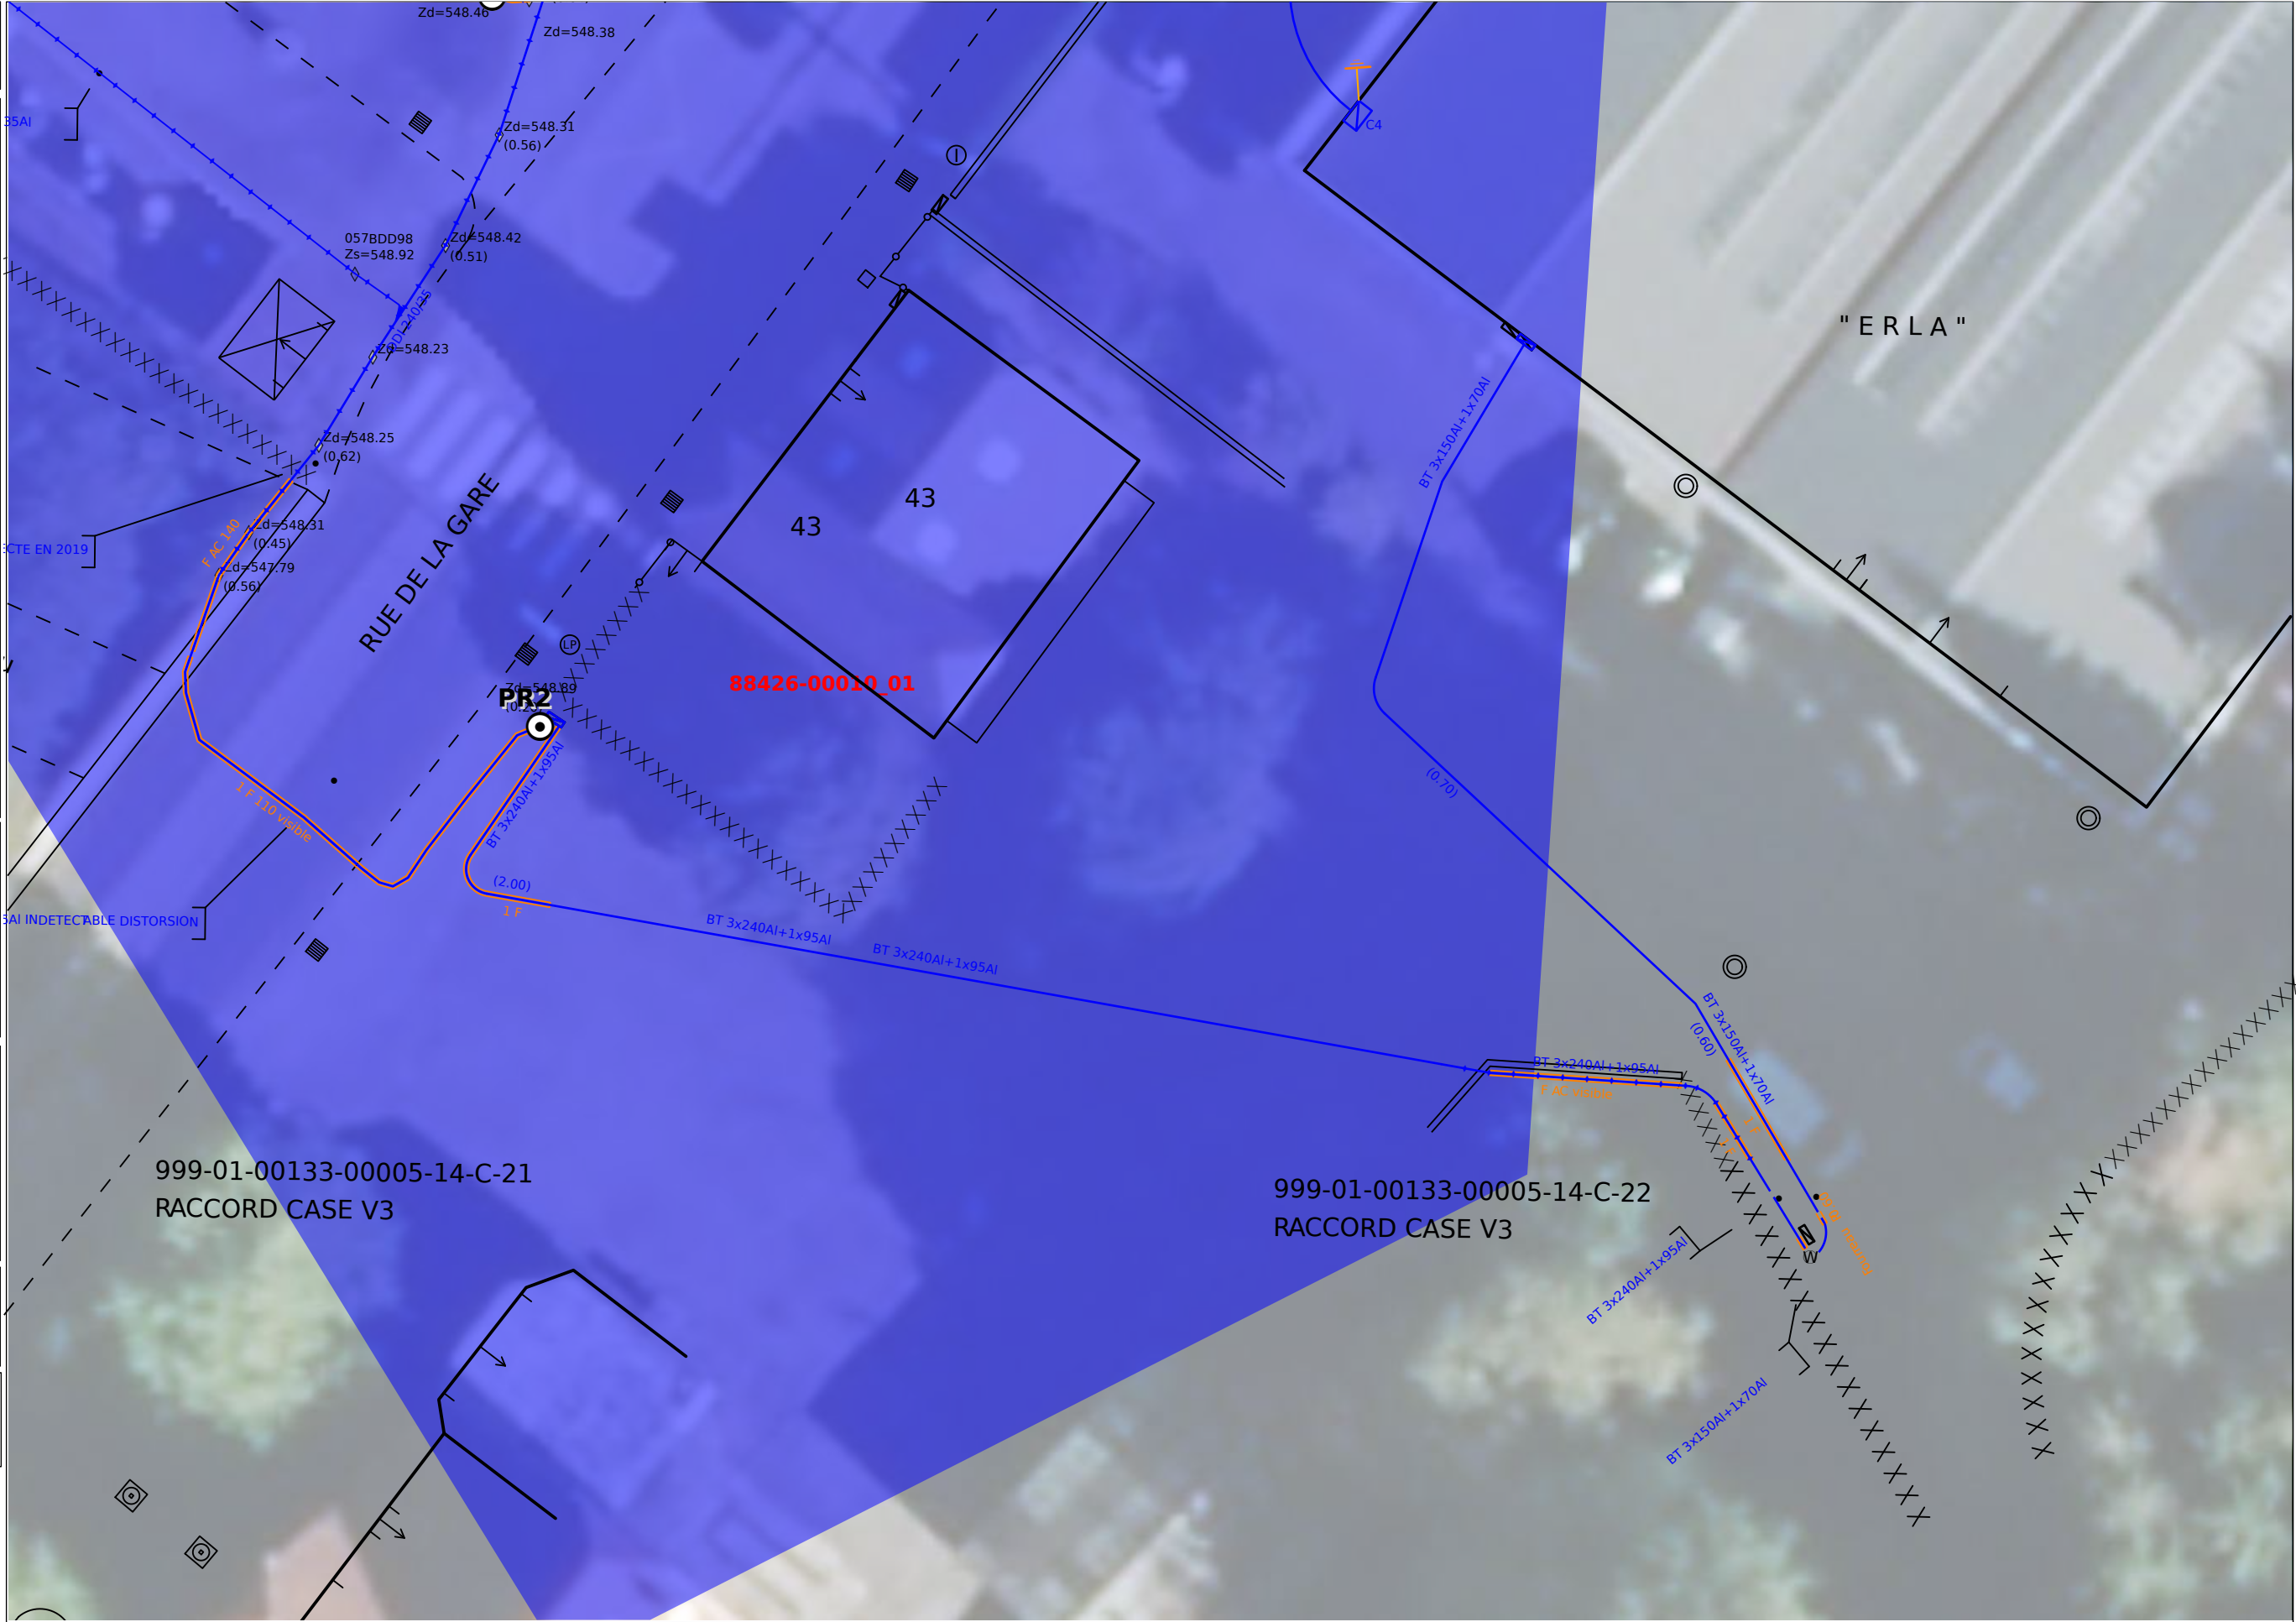 Zd=548.46
Zd=548.38
C4
35Al
Zd=548.31
(0.56)
057BDD98
Zs=548.92
Zd=548.42
(0.51)
Zd=548.23
"ERLA"
BT 3x150Al+1x70Al
Zd=548.25
(0.62)
43
43
RUE DE LA GARE
F AC 140
Zd=548.31
(0.45)
CTE EN 2019
Zd=547.79
(0.56)
LP
88426-00010_01
Zd=548.89
PR2
(0.70)
1 F 110 visible
BT 3x240Al+1x95Al
(2.00)
1 F
5Al INDETECTABLE DISTORSION
BT 3x240Al+1x95Al
BT 3x240Al+1x95Al
BT 3x150Al+1x70Al
(0.60)
BT 3x240Al+1x95Al
1 F
999-01-00133-00005-14-C-21
RACCORD CASE V3
999-01-00133-00005-14-C-22
RACCORD CASE V3
W
BT 3x240Al+1x95Al
BT 3x150Al+1x70Al